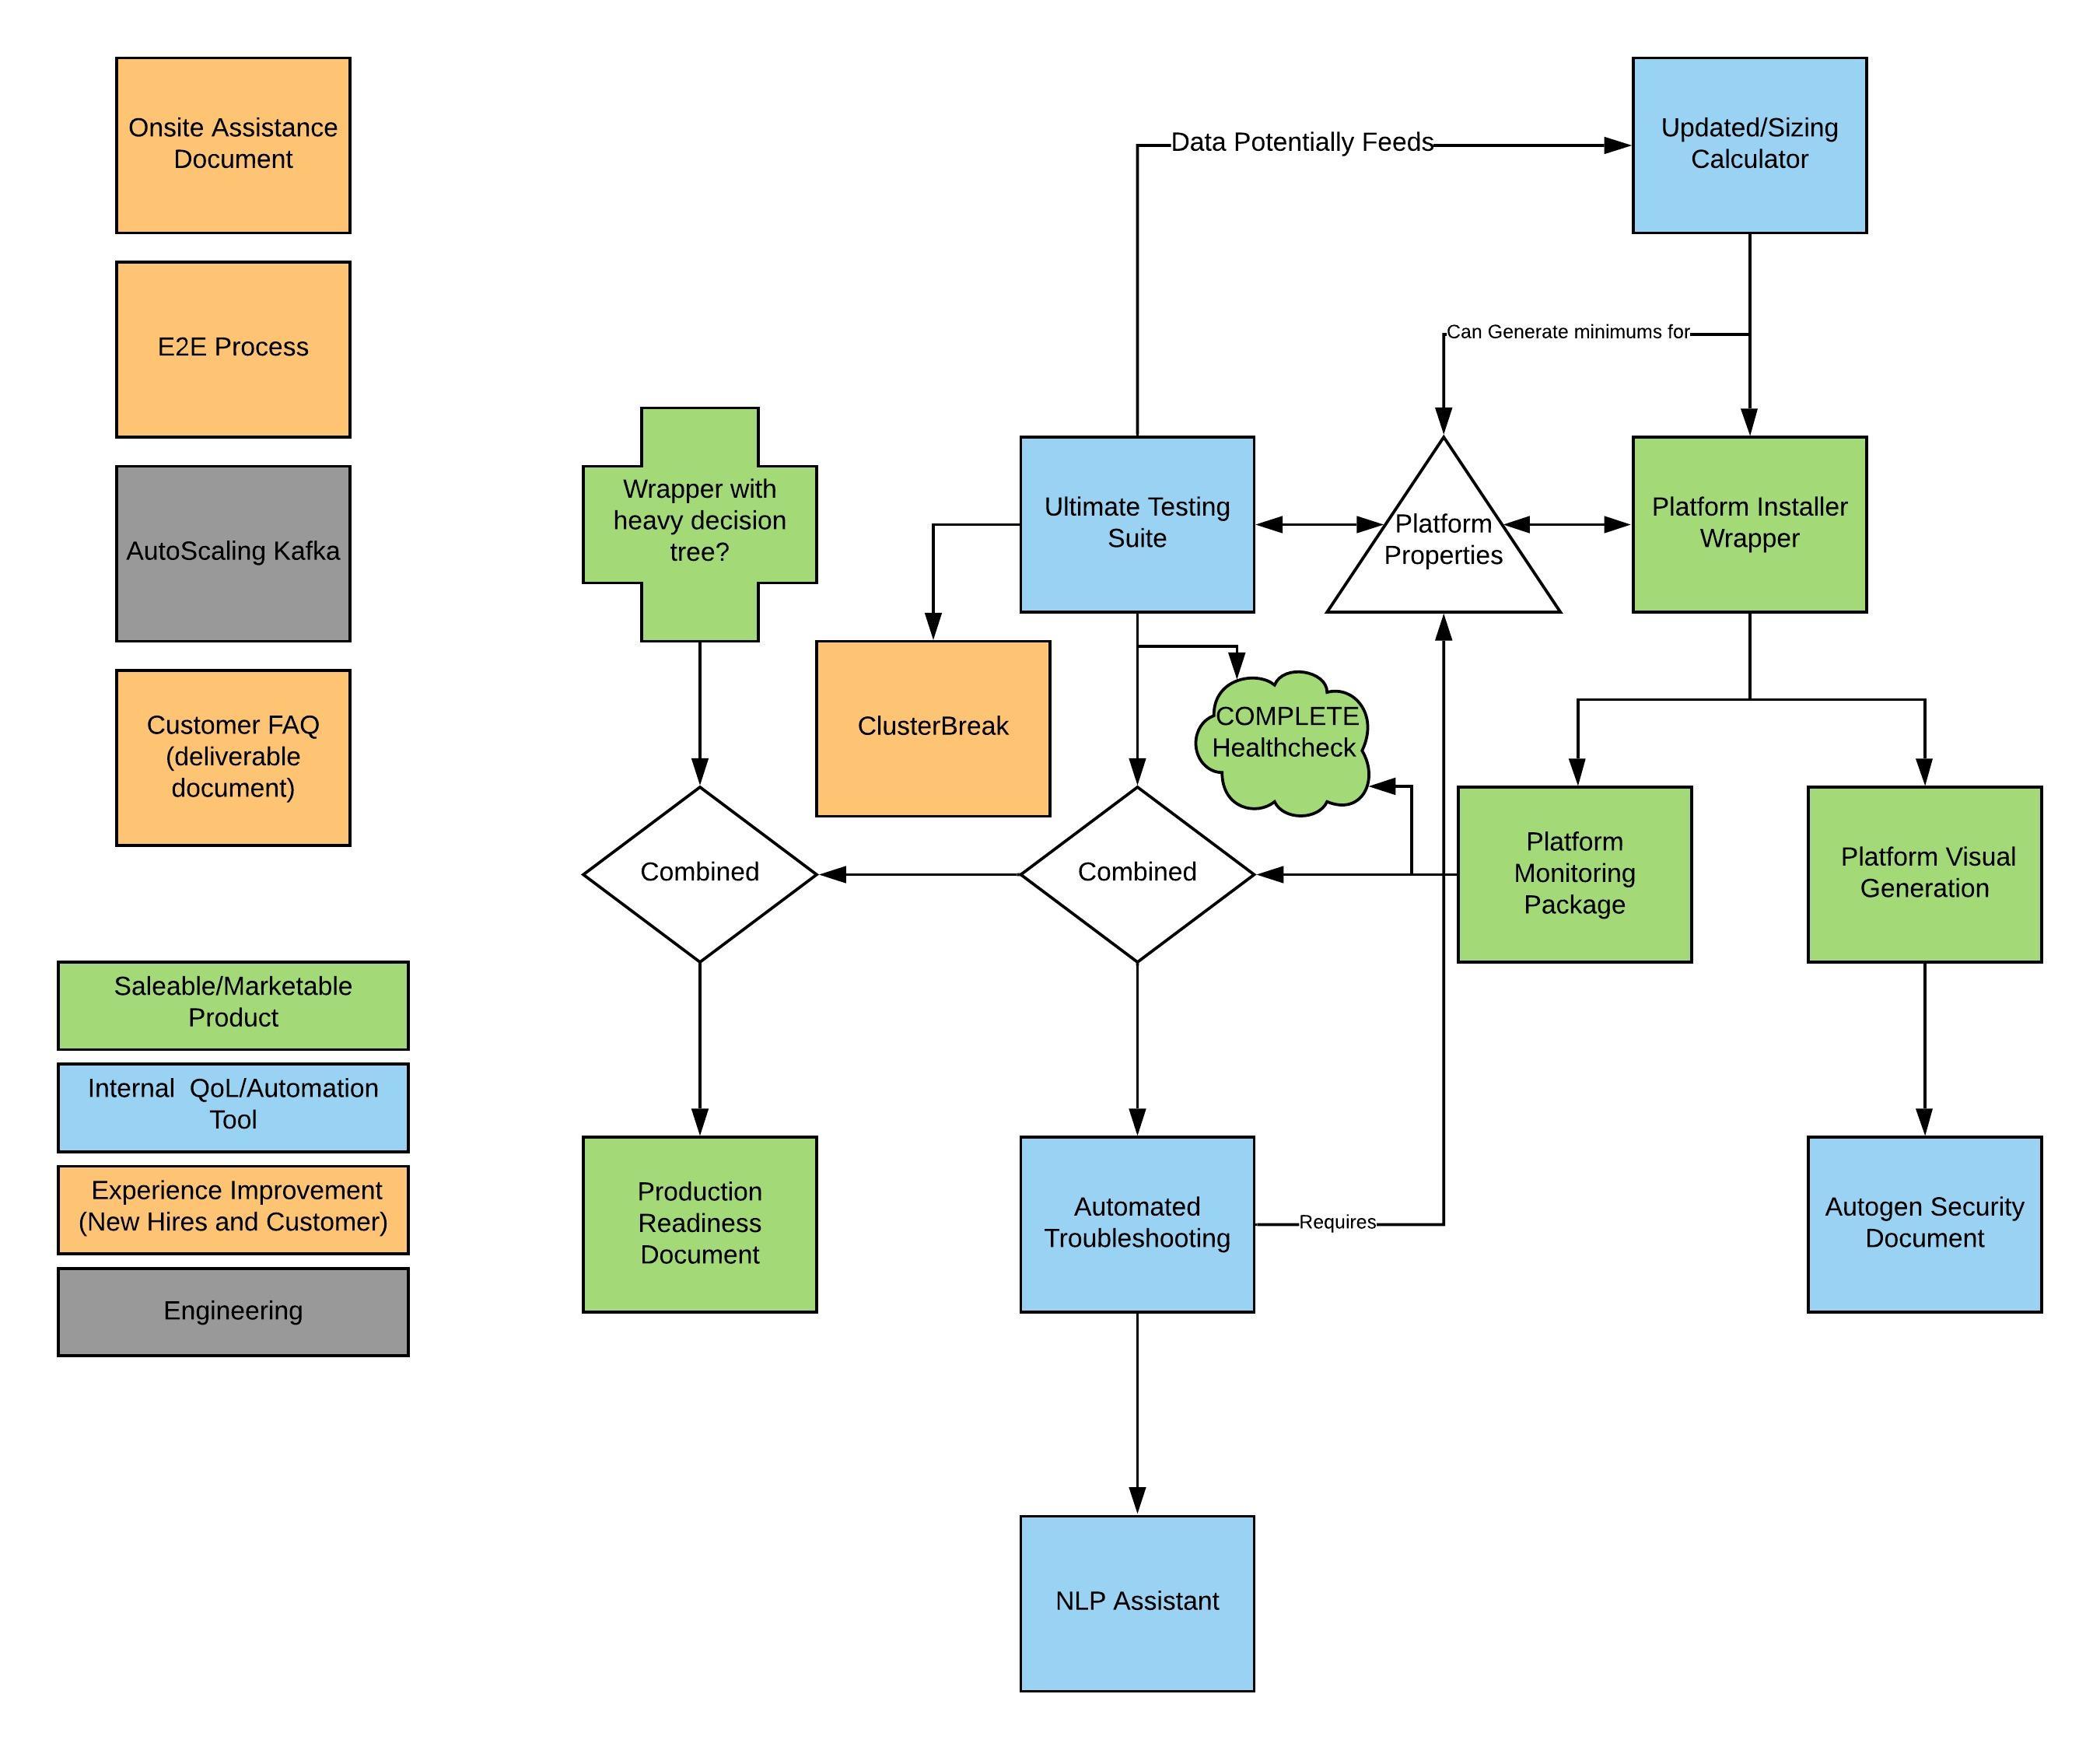 Onsite Assistance
Document
E2E Process
AutoScaling Kafka
Customer FAQ
(deliverable
document)
Saleable/Marketable
Product
Internal  QoL/Automation
Tool
Experience Improvement
(New Hires and Customer)
Engineering
Data Potentially Feeds
Updated/Sizing
Calculator
Can Generate minimums for
Wrapper with
heavy decision
tree?
Ultimate Testing
Suite
Platform
Properties
Platform Installer
Wrapper
ClusterBreak
COMPLETE
Healthcheck
Combined
Combined
Platform
Monitoring
Package
Platform Visual
Generation
Production
Readiness
Document
Automated
Troubleshooting
Requires
Autogen Security
Document
NLP Assistant